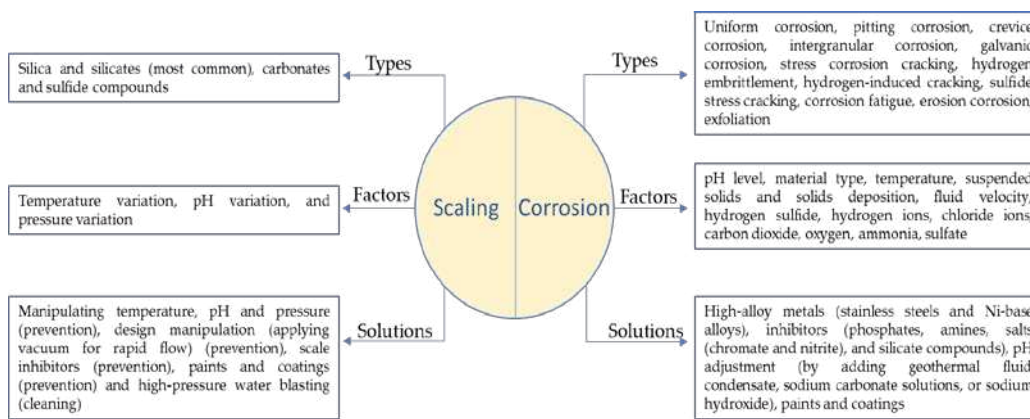 Types
Silica and silicates (most common), carbonates
and sulfide compounds
Factors
Temperature variation, pH variation, and
pressure variation
Solutions
Manipulating temperature, pH and pressure
(prevention), design manipulation (applying
vacuum for rapid flow) (prevention), scale
inhibitors (prevention), paints and coatings
(prevention) and high-pressure water blasting
(cleaning)
Scaling
Corrosion
Types
Uniform corrosion, pitting corrosion, crevice
corrosion, intergranular corrosion, galvanic
corrosion, stress corrosion cracking, hydrogen
embrittlement, hydrogen-induced cracking, sulfide
stress cracking, corrosion fatigue, erosion corrosion,
exfoliation
Factors
pH level, material type, temperature, suspended
solids and solids deposition, fluid velocity,
hydrogen sulfide, hydrogen ions, chloride ions,
carbon dioxide, oxygen, ammonia, sulfate
Solutions
High-alloy metals (stainless steels and Ni-base
alloys), inhibitors (phosphates, amines, salts
(chromate and nitrite), and silicate compounds), pH
adjustment (by adding geothermal fluid
condensate, sodium carbonate solutions, or sodium
hydroxide), paints and coatings